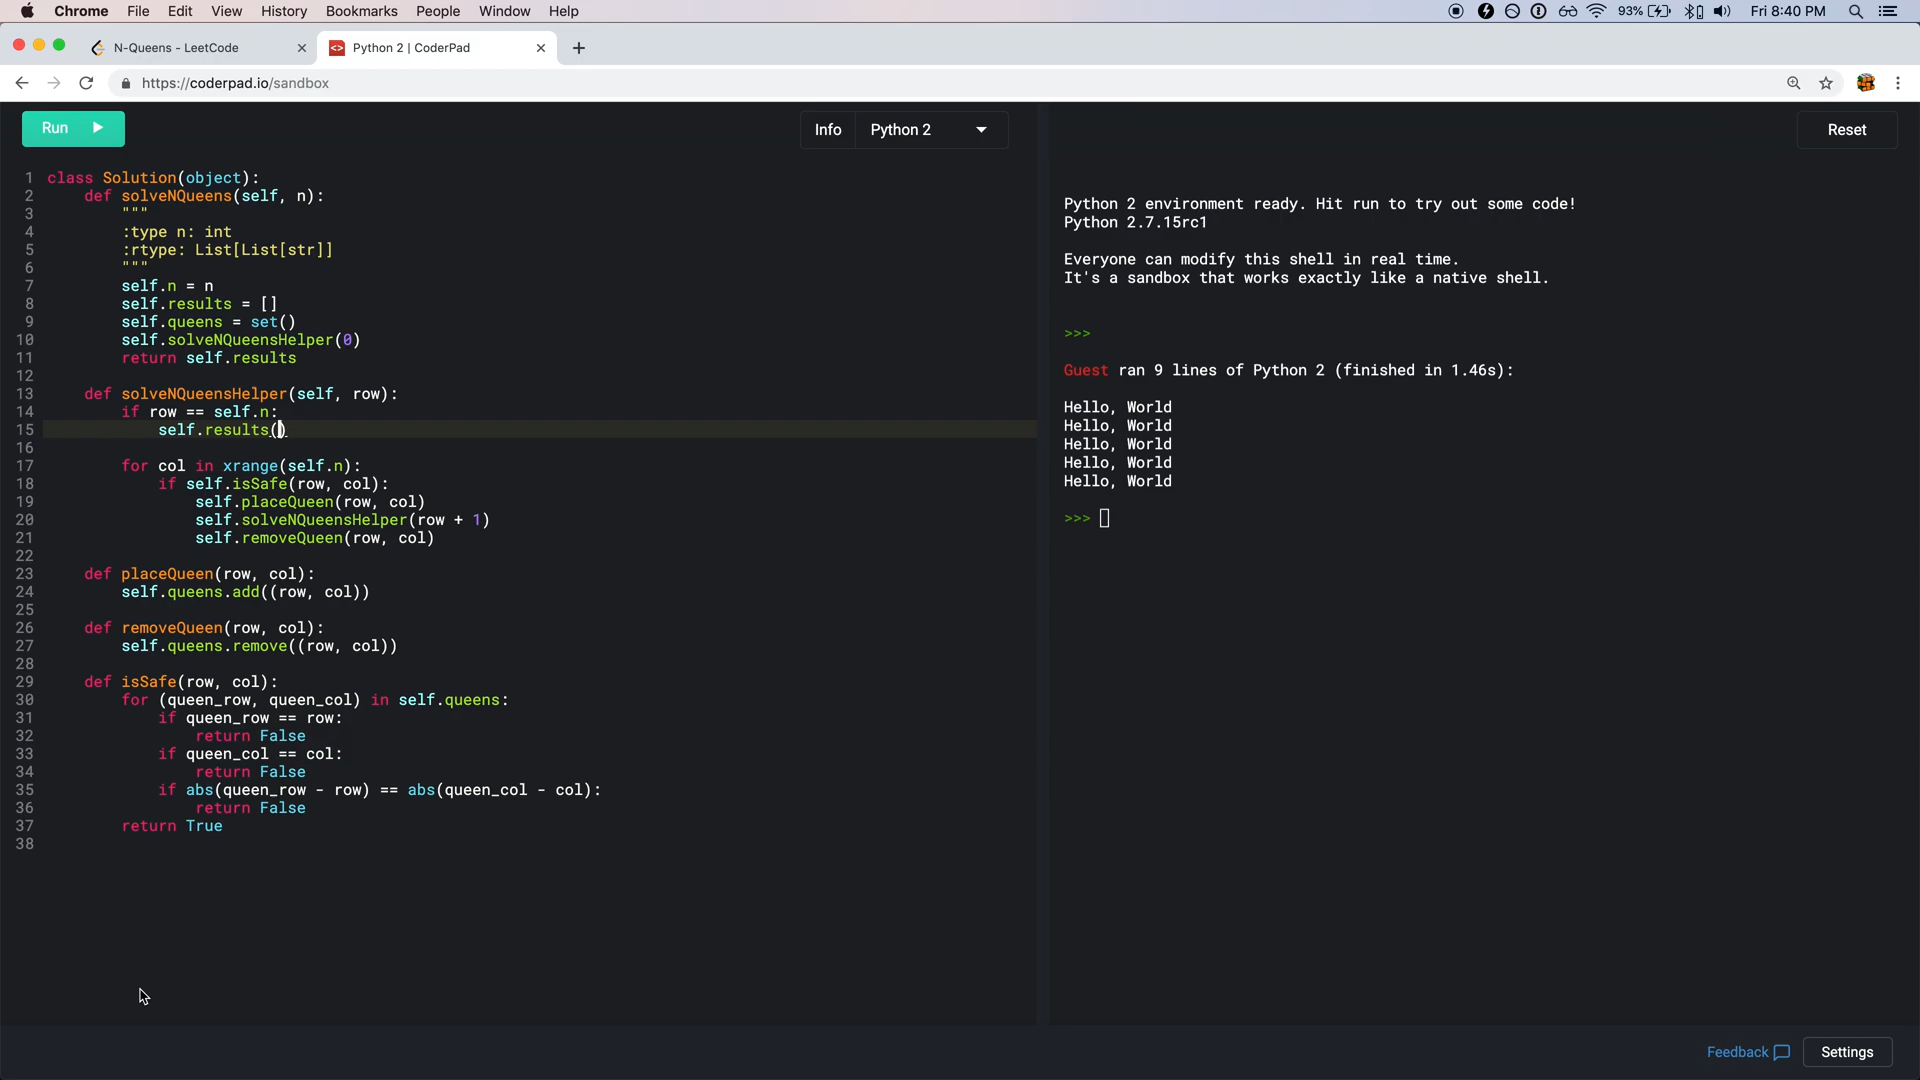 Chrome File Edit View History Bookmarks People Window Help 93% Fri 8:40 PM
N-Queens - LeetCode Python 2 | CoderPad
https://coderpad.io/sandbox
Run Info Python 2 Reset
1 class Solution(object):
2 def solveNQueens(self, n):
3 """
4 :type n: int
5 :rtype: List[List[str]]
6 """
7 self.n = n
8 self.results = []
9 self.queens = set()
10 self.solveNQueensHelper(0)
11 return self.results
12
13 def solveNQueensHelper(self, row):
14 if row == self.n:
15 self.results()
16
17 for col in xrange(self.n):
18 if self.isSafe(row, col):
19 self.placeQueen(row, col)
20 self.solveNQueensHelper(row + 1)
21 self.removeQueen(row, col)
22
23 def placeQueen(row, col):
24 self.queens.add((row, col))
25
26 def removeQueen(row, col):
27 self.queens.remove((row, col))
28
29 def isSafe(row, col):
30 for (queen_row, queen_col) in self.queens:
31 if queen_row == row:
32 return False
33 if queen_col == col:
34 return False
35 if abs(queen_row - row) == abs(queen_col - col):
36 return False
37 return True
38
Python 2 environment ready. Hit run to try out some code!
Python 2.7.15rc1
Everyone can modify this shell in real time.
It's a sandbox that works exactly like a native shell.
>>>
Guest ran 9 lines of Python 2 (finished in 1.46s):
Hello, World
Hello, World
Hello, World
Hello, World
Hello, World
>>>
Feedback Settings